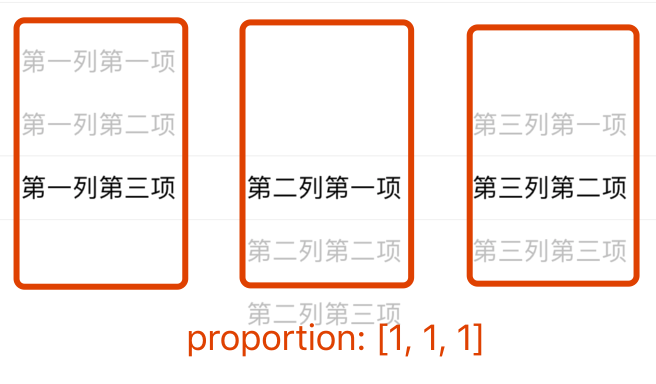 第一列第一项
第一列第二项 第三列第一项
第一列第三项 第二列第一项 第三列第二项
第二列第二项 第三列第三项
第二列第三项
proportion: [1, 1, 1]